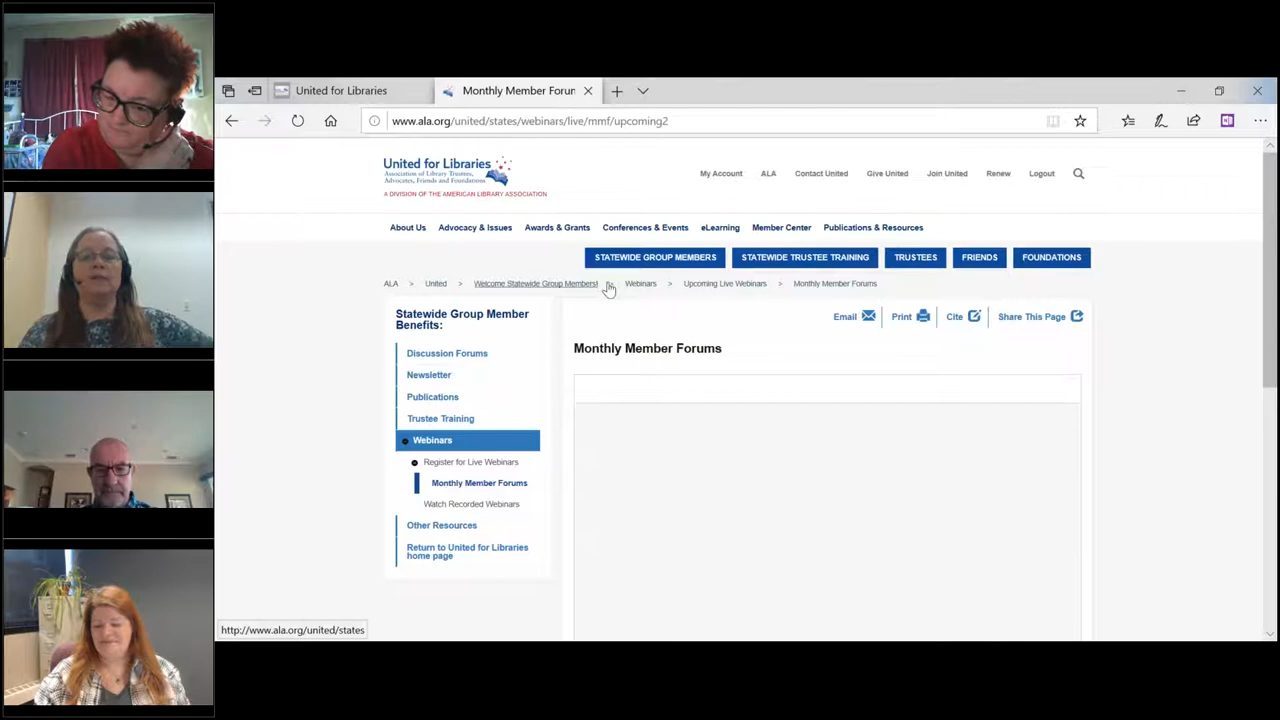 United for Libraries
Monthly Member Forum
www.ala.org/united/states/webinars/live/mmf/upcoming2
United for Libraries
Association of Library Trustees,
Advocates, Friends and Foundations
A DIVISION OF THE AMERICAN LIBRARY ASSOCIATION
My Account ALA Contact United Give United Join United Renew Logout
About Us Advocacy & Issues Awards & Grants Conferences & Events eLearning Member Center Publications & Resources
STATEWIDE GROUP MEMBERS STATEWIDE TRUSTEE TRAINING TRUSTEES FRIENDS FOUNDATIONS
ALA > United > Welcome Statewide Group Members! Webinars > Upcoming Live Webinars > Monthly Member Forums
Statewide Group Member
Benefits:
Discussion Forums
Newsletter
Publications
Trustee Training
Webinars
Register for Live Webinars
Monthly Member Forums
Watch Recorded Webinars
Other Resources
Return to United for Libraries
home page
Email Print Cite Share This Page
Monthly Member Forums
http://www.ala.org/united/states